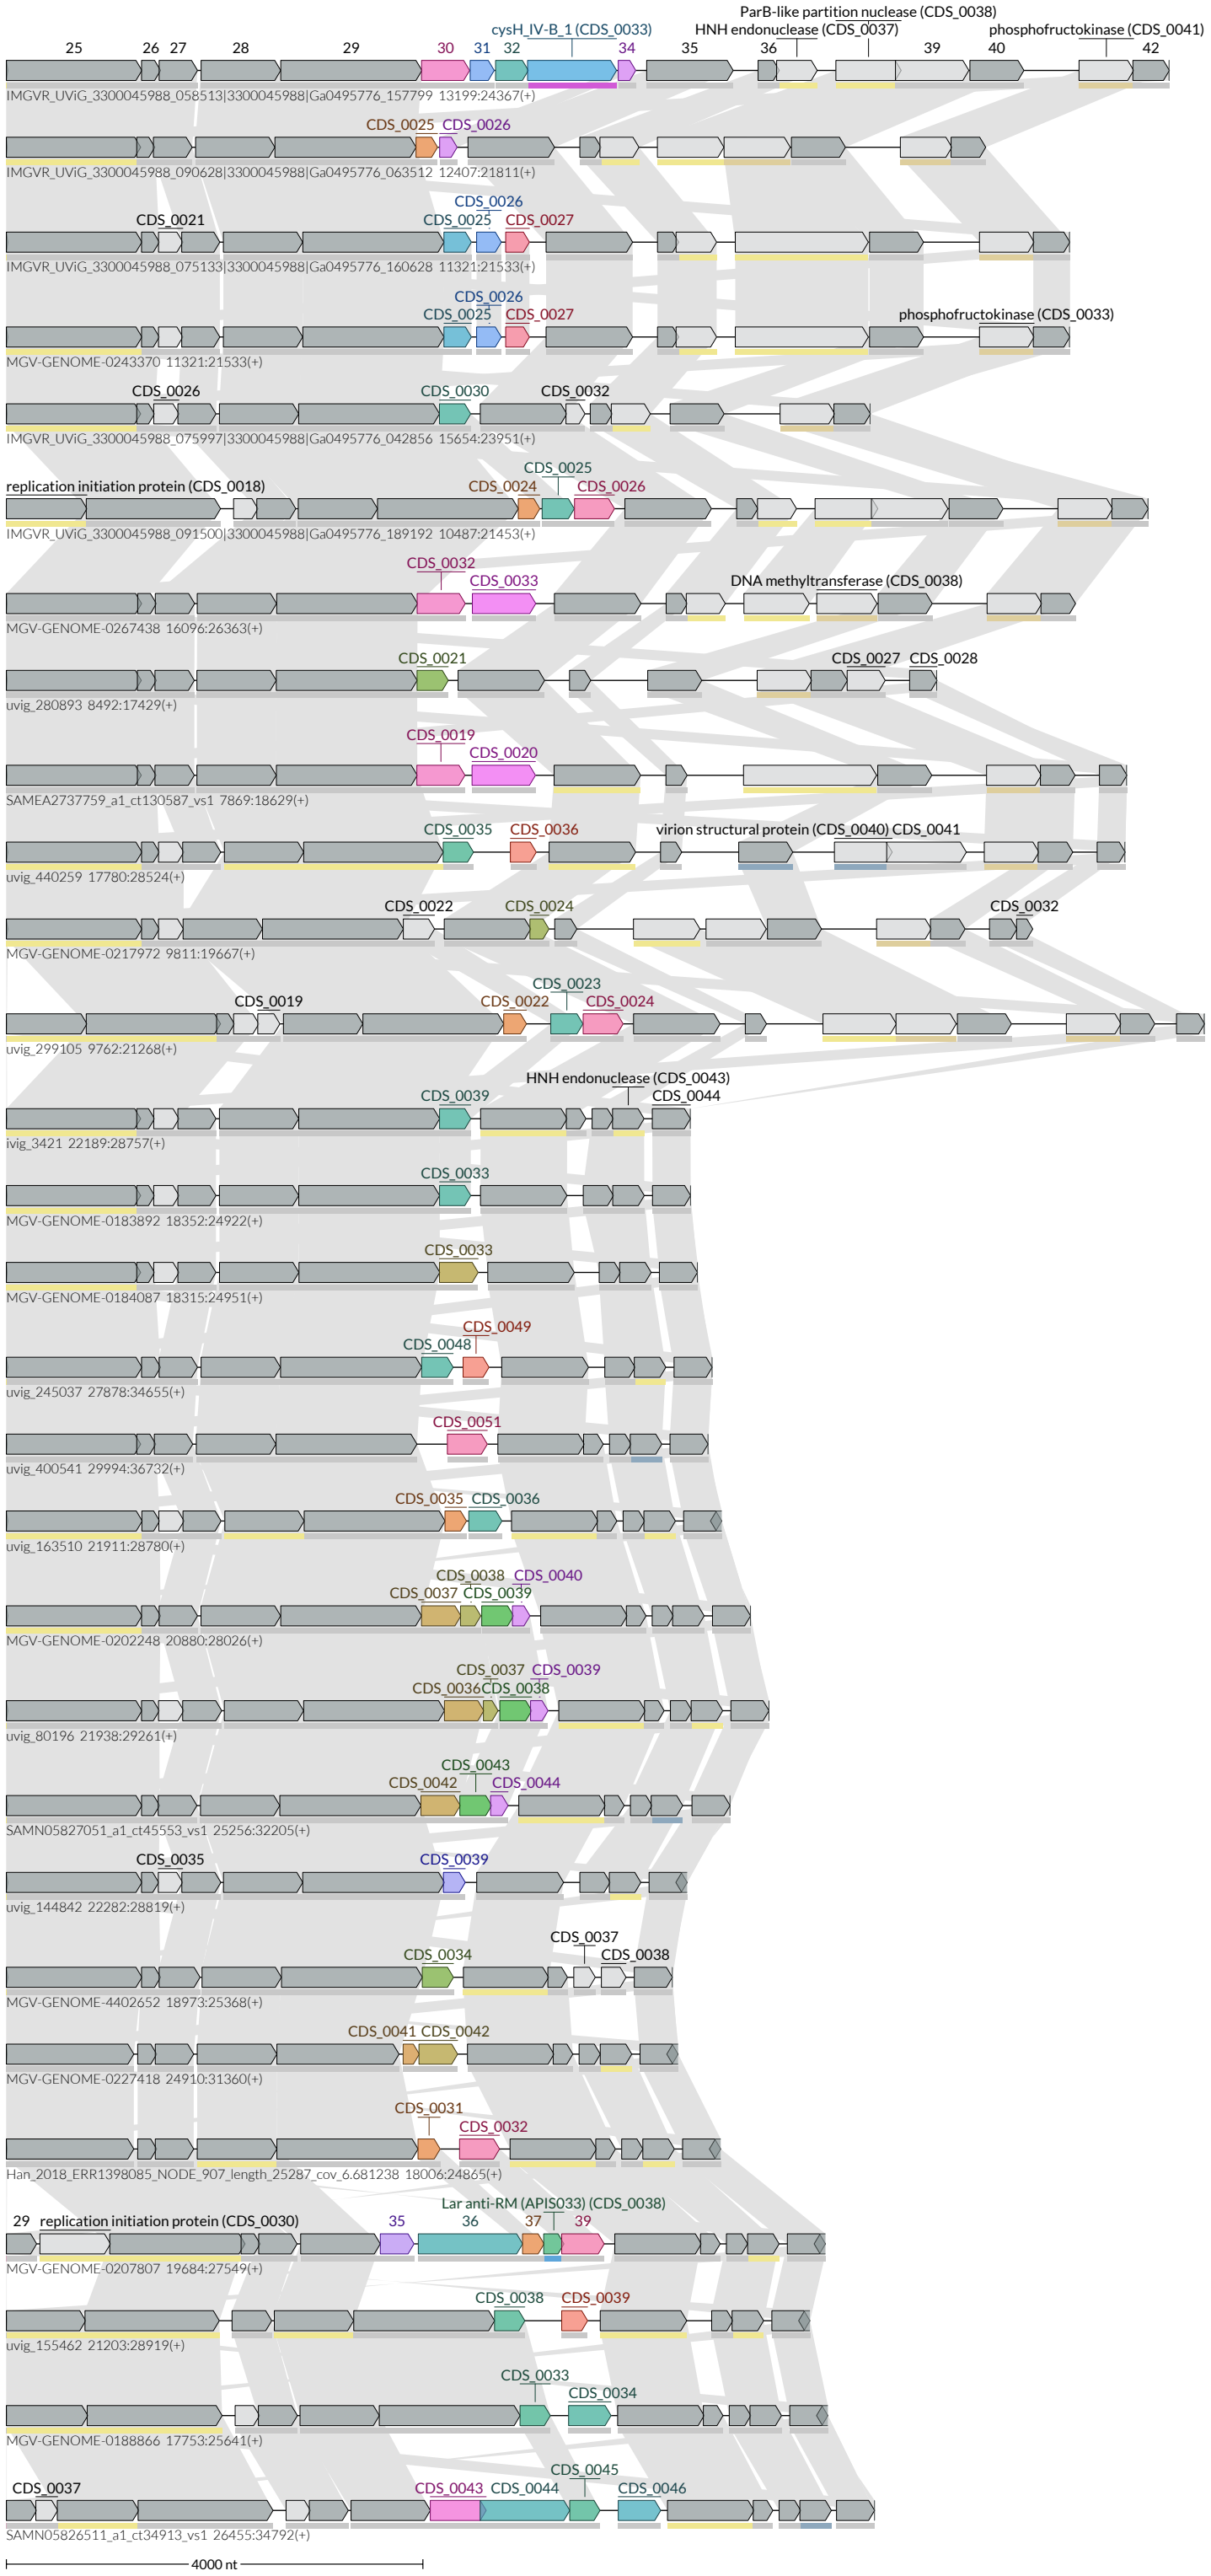 ParB-like partition nuclease (CDS_0038)
cysH_IV-B_1 (CDS_0033) HNH endonuclease (CDS_0037) phosphofructokinase (CDS_0041)
25 26 27 28 29 30 31 32 34 35 36 39 40 42
IMGVR_UViG_3300045988_058513|3300045988|Ga0495776_157799 13199:24367(+)
CDS_0025 CDS_0026
IMGVR_UViG_3300045988_090628|3300045988|Ga0495776_063512 12407:21811(+)
CDS_0026
CDS_0021 CDS_0025 CDS_0027
IMGVR_UViG_3300045988_075133|3300045988|Ga0495776_160628 11321:21533(+)
CDS_0026
CDS_0025 CDS_0027 phosphofructokinase (CDS_0033)
MGV-GENOME-0243370 11321:21533(+)
CDS_0026 CDS_0030 CDS_0032
IMGVR_UViG_3300045988_075997|3300045988|Ga0495776_042856 15654:23951(+)
CDS_0025
replication initiation protein (CDS_0018) CDS_0024 CDS_0026
IMGVR_UViG_3300045988_091500|3300045988|Ga0495776_189192 10487:21453(+)
CDS_0032
CDS_0033 DNA methyltransferase (CDS_0038)
MGV-GENOME-0267438 16096:26363(+)
CDS_0021 CDS_0027 CDS_0028
uvig_280893 8492:17429(+)
CDS_0019
CDS_0020
SAMEA2737759_a1_ct130587_vs1 7869:18629(+)
CDS_0035 CDS_0036 virion structural protein (CDS_0040) CDS_0041
uvig_440259 17780:28524(+)
CDS_0022 CDS_0024 CDS_0032
MGV-GENOME-0217972 9811:19667(+)
CDS_0023
CDS_0019 CDS_0022 CDS_0024
uvig_299105 9762:21268(+)
HNH endonuclease (CDS_0043)
CDS_0039 CDS_0044
ivig_3421 22189:28757(+)
CDS_0033
MGV-GENOME-0183892 18352:24922(+)
CDS_0033
MGV-GENOME-0184087 18315:24951(+)
CDS_0049
CDS_0048
uvig_245037 27878:34655(+)
CDS_0051
uvig_400541 29994:36732(+)
CDS_0035 CDS_0036
uvig_163510 21911:28780(+)
CDS_0038 CDS_0040
CDS_0037 CDS_0039
MGV-GENOME-0202248 20880:28026(+)
CDS_0037 CDS_0039
CDS_0036 CDS_0038
uvig_80196 21938:29261(+)
CDS_0043
CDS_0042 CDS_0044
SAMN05827051_a1_ct45553_vs1 25256:32205(+)
CDS_0035 CDS_0039
uvig_144842 22282:28819(+)
CDS_0037
CDS_0034 CDS_0038
MGV-GENOME-4402652 18973:25368(+)
CDS_0041 CDS_0042
MGV-GENOME-0227418 24910:31360(+)
CDS_0031
CDS_0032
Han_2018_ERR1398085_NODE_907_length_25287_cov_6.681238 18006:24865(+)
Lar anti-RM (APIS033) (CDS_0038)
29 replication initiation protein (CDS_0030) 35 36 37 39
MGV-GENOME-0207807 19684:27549(+)
CDS_0038 CDS_0039
uvig_155462 21203:28919(+)
CDS_0033
CDS_0034
MGV-GENOME-0188866 17753:25641(+)
CDS_0045
CDS_0037 CDS_0043 CDS_0044 CDS_0046
SAMN05826511_a1_ct34913_vs1 26455:34792(+)
4000 nt